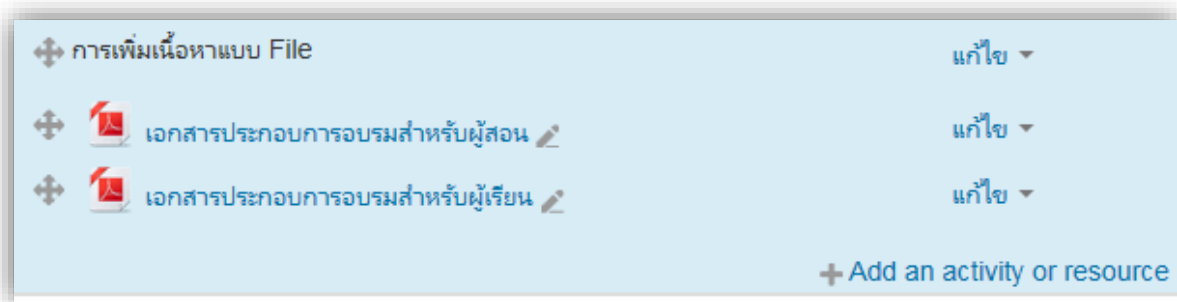 การเพิ่มเนื้อหาแบบ File แก้ไข
เอกสารประกอบการอบรมสำหรับผู้สอน แก้ไข
เอกสารประกอบการอบรมสำหรับผู้เรียน แก้ไข
Add an activity or resource